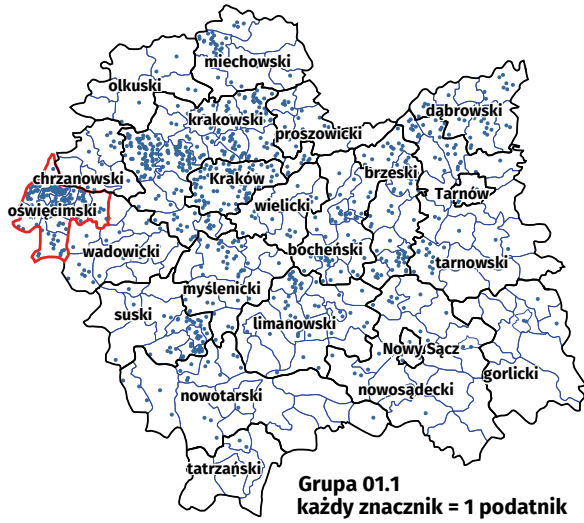 miechowski
olkuski
krakowski
dąbrowski
proszowicki
brzeski
chrzanowski
Kraków
Tarnów
wielicki
oświęcimski
bocheński
wadowicki
tarnowski
myślenicki
suski
limanowski
Nowy Sącz
gorlicki
nowotarski
nowosądecki
tatrzański
Grupa 01.1
każdy znacznik = 1 podatnik